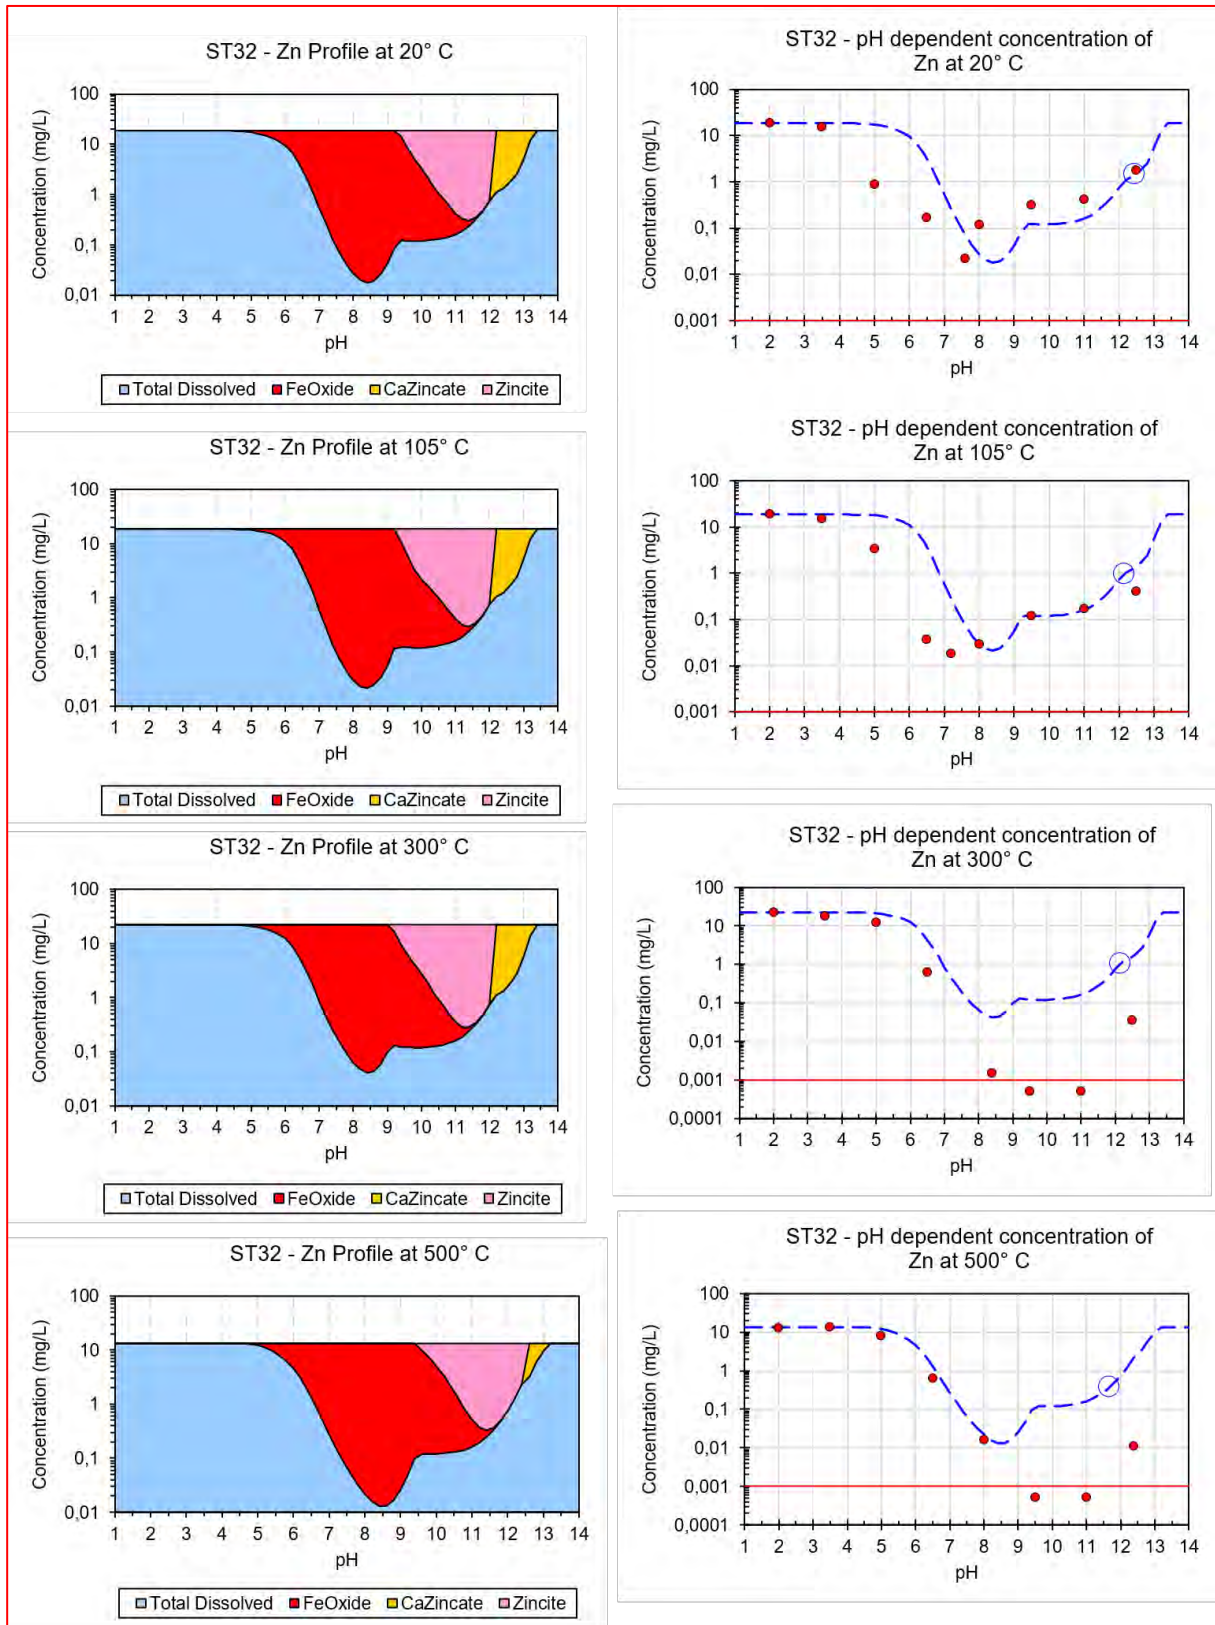 ST32 - Zn Profile at 20° C
Concentration (mg/L)
100
10
1
0,1
0,01
1 2 3 4 5 6 7 8 9 10 11 12 13 14
pH
Total Dissolved FeOxide CaZincate Zincite
ST32 - pH dependent concentration of
Zn at 20° C
Concentration (mg/L)
100
10
1
0,1
0,01
0,001
1 2 3 4 5 6 7 8 9 10 11 12 13 14
pH
ST32 - Zn Profile at 105° C
Concentration (mg/L)
100
10
1
0,1
0,01
1 2 3 4 5 6 7 8 9 10 11 12 13 14
pH
Total Dissolved FeOxide CaZincate Zincite
ST32 - pH dependent concentration of
Zn at 105° C
Concentration (mg/L)
100
10
1
0,1
0,01
0,001
1 2 3 4 5 6 7 8 9 10 11 12 13 14
pH
ST32 - Zn Profile at 300° C
Concentration (mg/L)
100
10
1
0,1
0,01
1 2 3 4 5 6 7 8 9 10 11 12 13 14
pH
Total Dissolved FeOxide CaZincate Zincite
ST32 - pH dependent concentration of
Zn at 300° C
Concentration (mg/L)
100
10
1
0,1
0,01
0,001
0,0001
1 2 3 4 5 6 7 8 9 10 11 12 13 14
pH
ST32 - Zn Profile at 500° C
Concentration (mg/L)
100
10
1
0,1
0,01
1 2 3 4 5 6 7 8 9 10 11 12 13 14
pH
Total Dissolved FeOxide CaZincate Zincite
ST32 - pH dependent concentration of
Zn at 500° C
Concentration (mg/L)
100
10
1
0,1
0,01
0,001
0,0001
1 2 3 4 5 6 7 8 9 10 11 12 13 14
pH